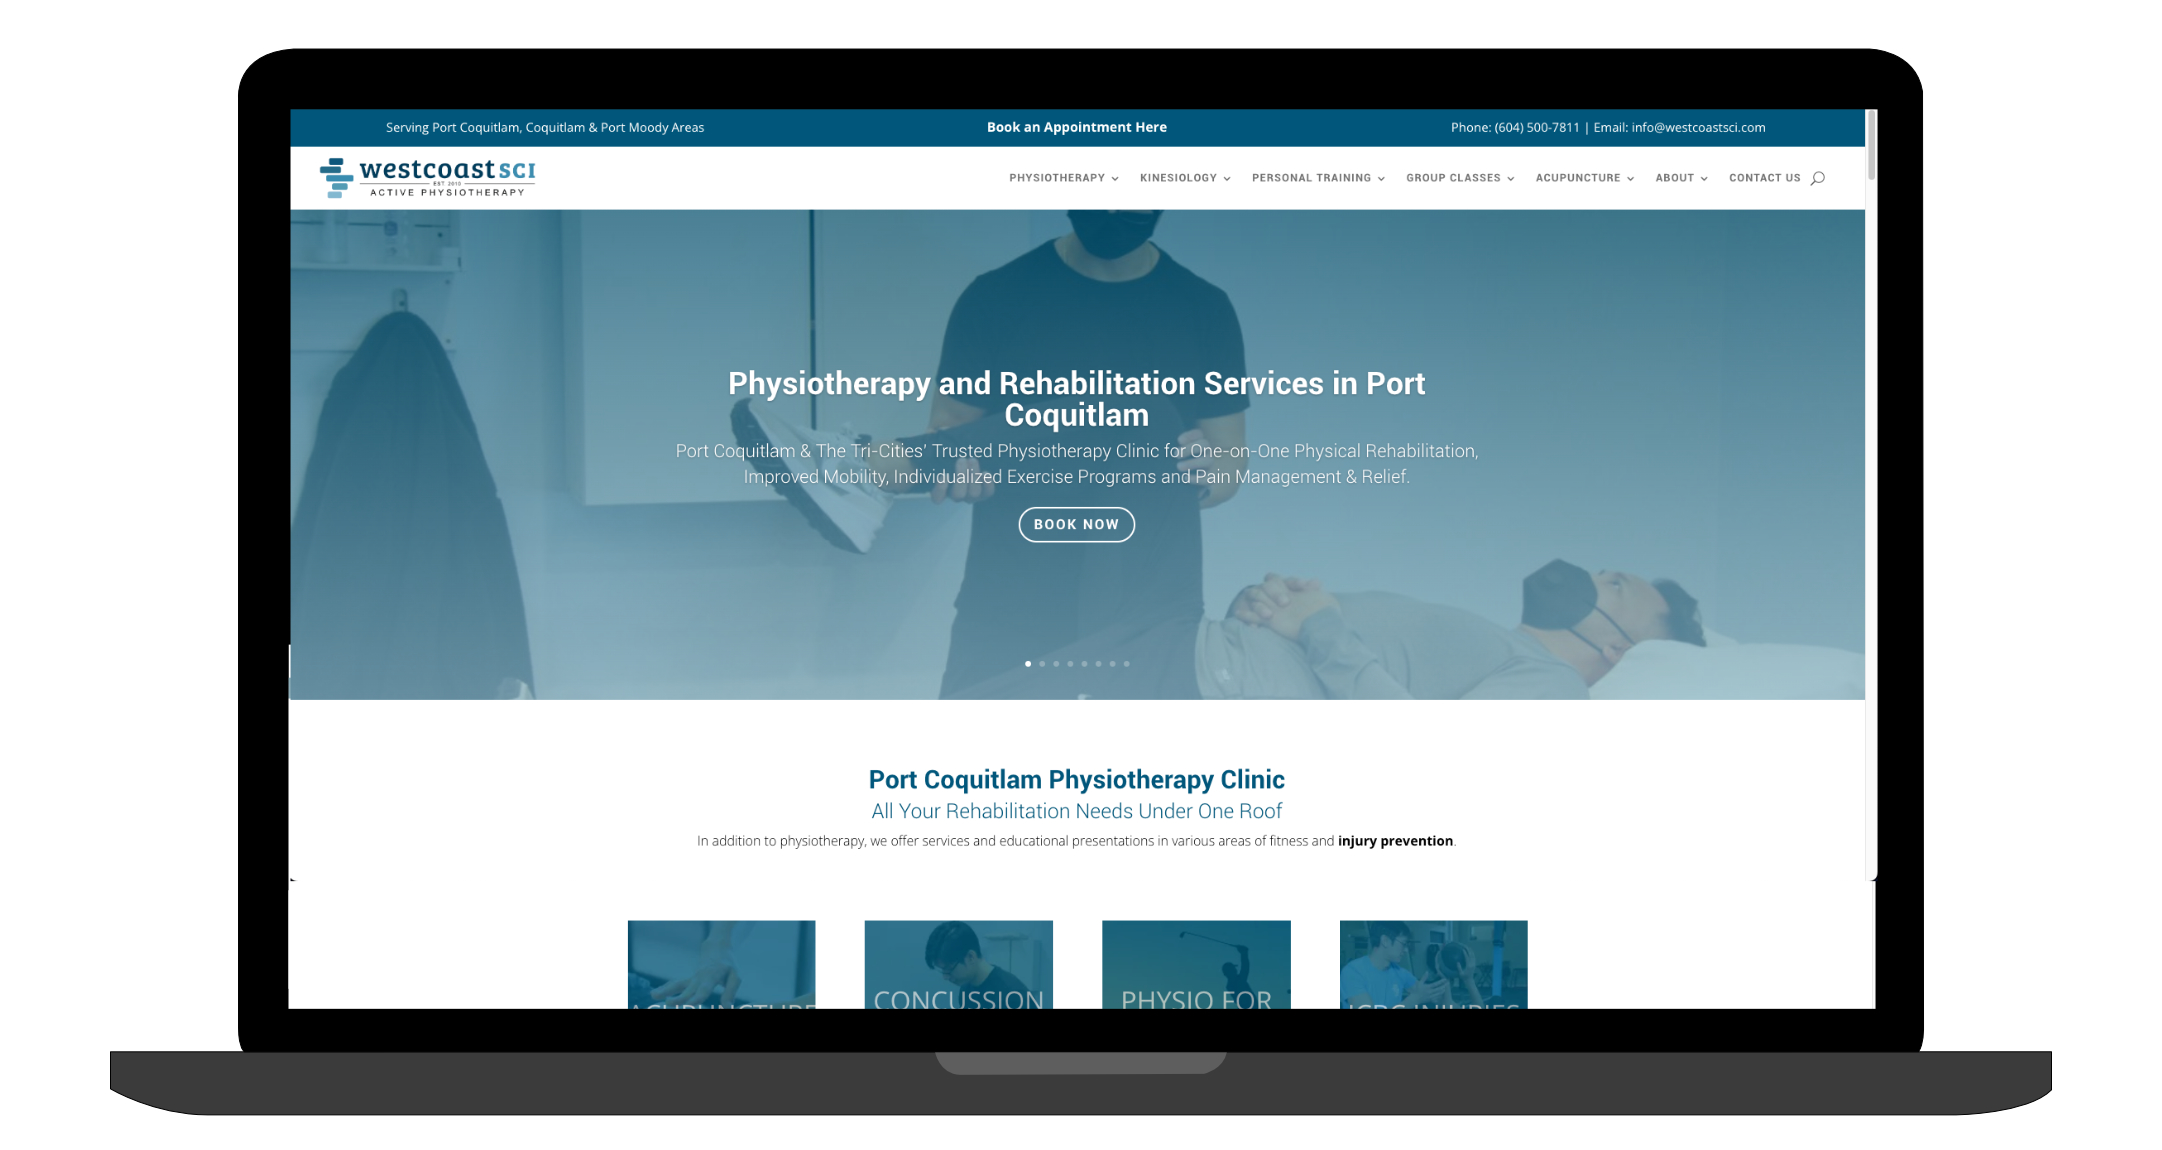 Serving Port Coquitlam, Coquitlam & Port Moody Areas
Book an Appointment Here
Phone: (604) 500-7811 | Email: info@westcoastsci.com
westcoast SCI
EST 2010
ACTIVE PHYSIOTHERAPY
PHYSIOTHERAPY
KINESIOLOGY
PERSONAL TRAINING
GROUP CLASSES
ACUPUNCTURE
ABOUT
CONTACT US
Physiotherapy and Rehabilitation Services in Port
Coquitlam
Port Coquitlam & The Tri-Cities’ Trusted Physiotherapy Clinic for One-on-One Physical Rehabilitation,
Improved Mobility, Individualized Exercise Programs and Pain Management & Relief.
BOOK NOW
Port Coquitlam Physiotherapy Clinic
All Your Rehabilitation Needs Under One Roof
In addition to physiotherapy, we offer services and educational presentations in various areas of fitness and injury prevention.
ACUPUNCTURE
CONCUSSION
PHYSIO FOR
ICBC INJURIES